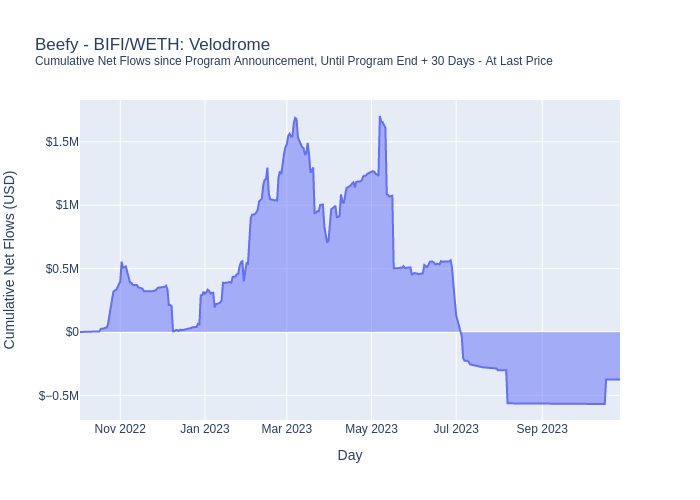 Beefy - BIFI/WETH: Velodrome
Cumulative Net Flows since Program Announcement, Until Program End + 30 Days - At Last Price
Cumulative Net Flows (USD)
$1.5M
$1M
$0.5M
$0
$−0.5M
Nov 2022 Jan 2023 Mar 2023 May 2023 Jul 2023 Sep 2023
Day